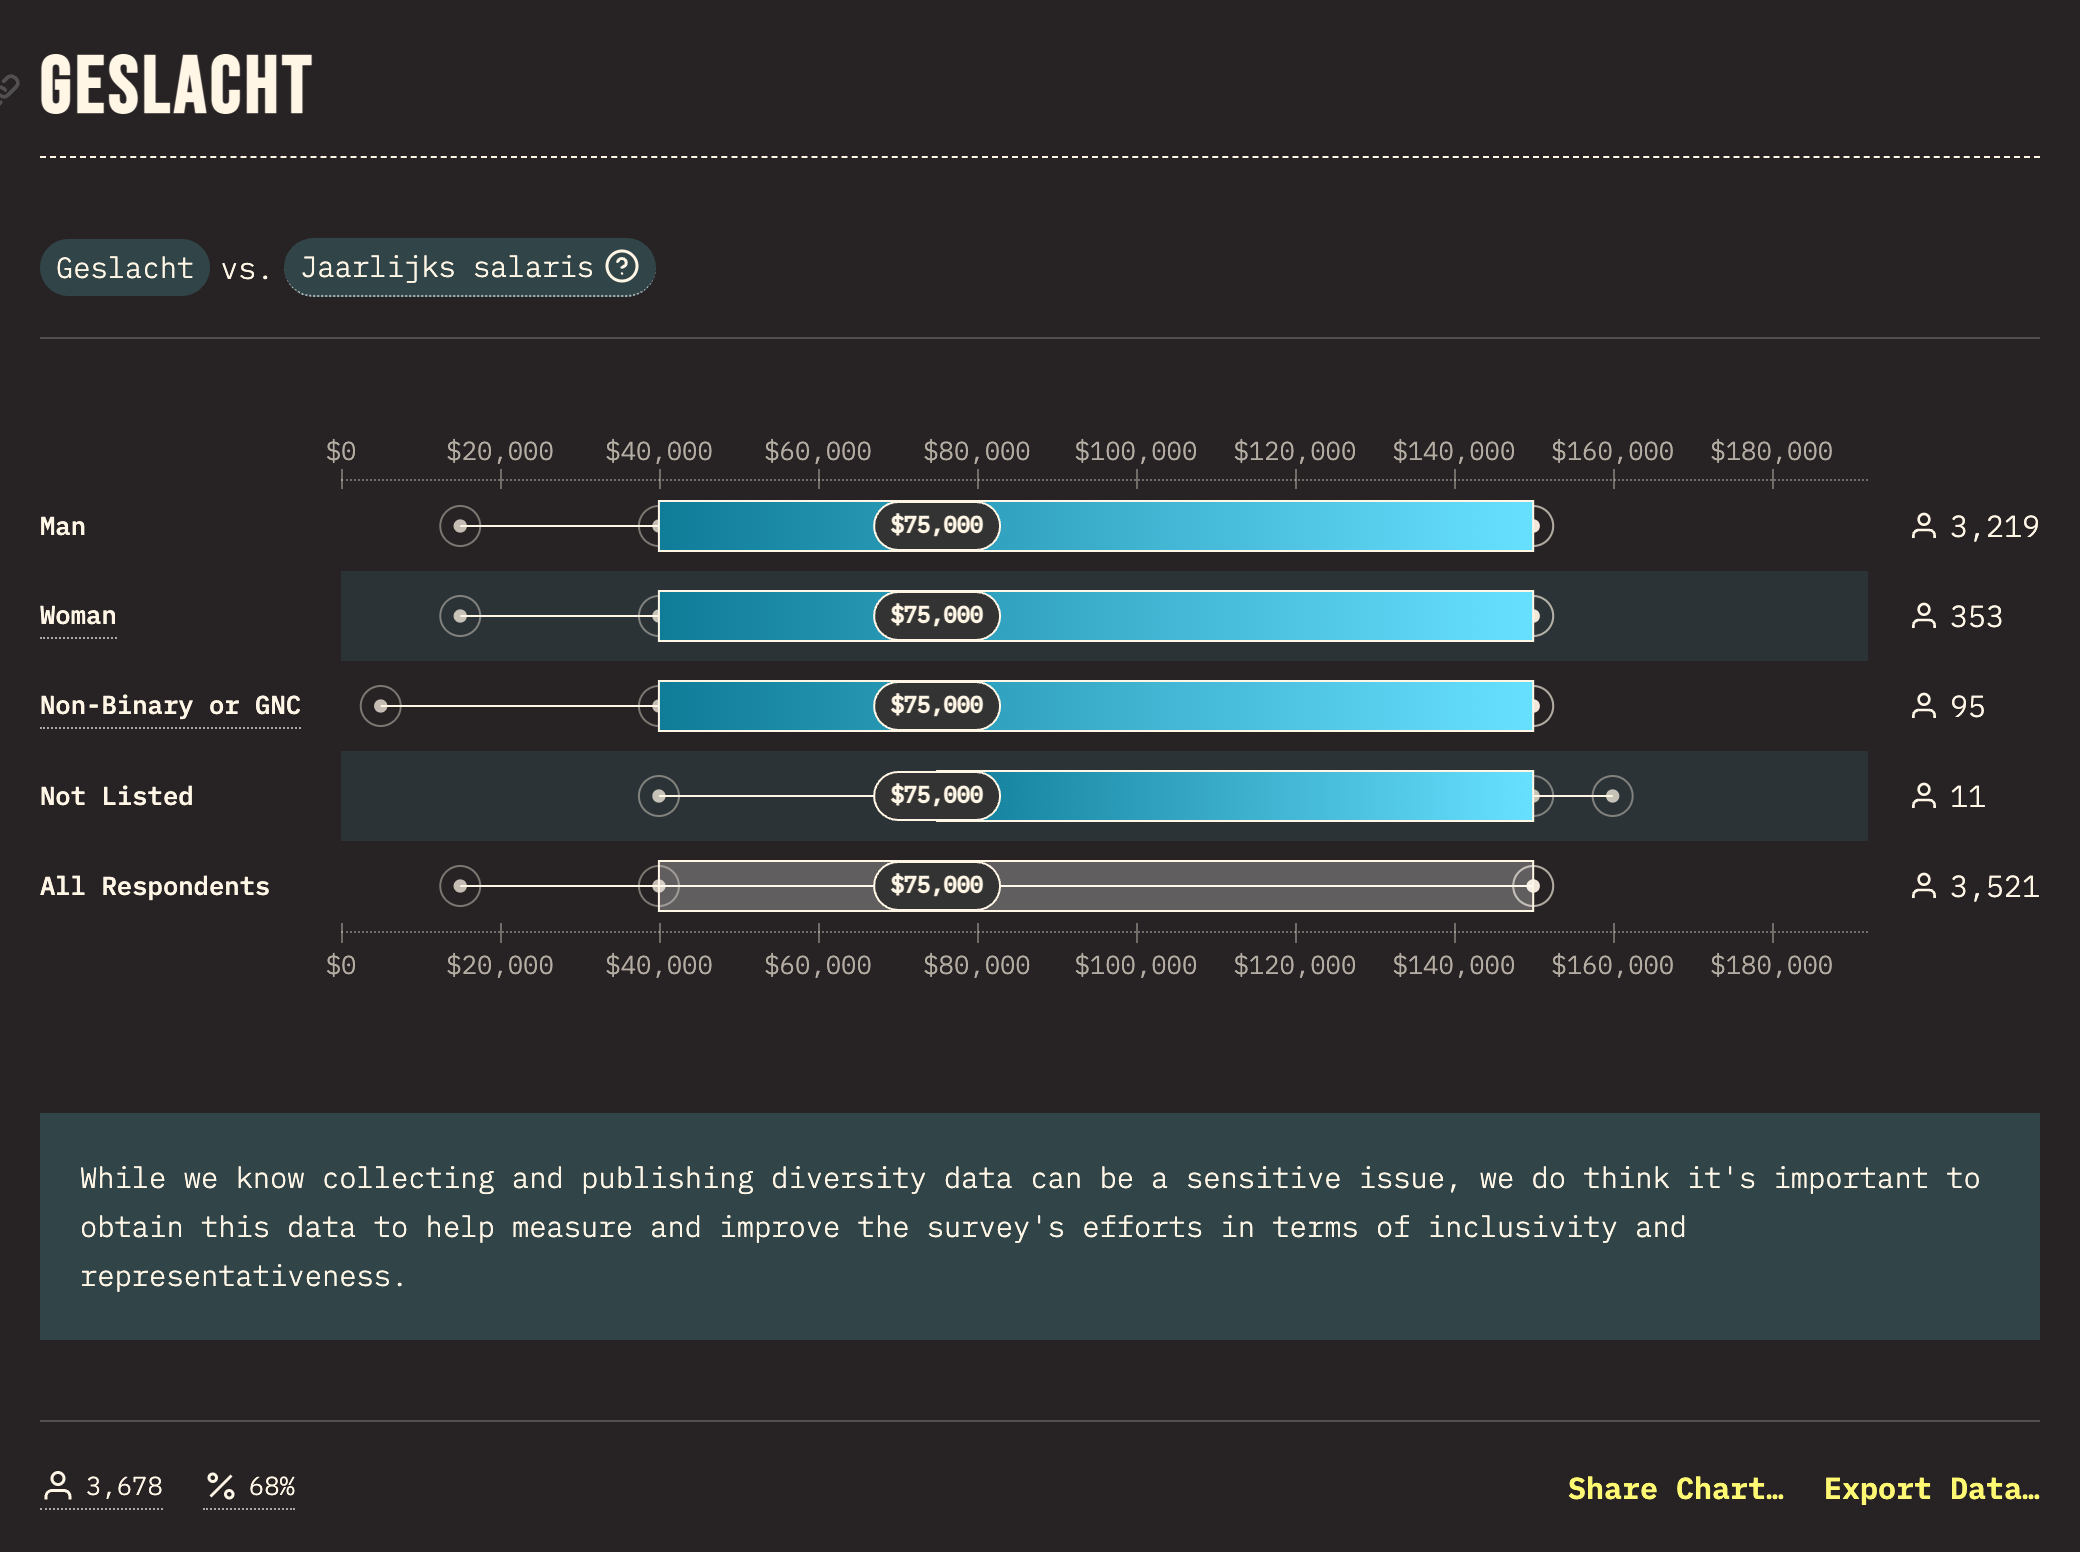 GESLACHT
Geslacht vs. Jaarlijks salaris
$0 $20,000 $40,000 $60,000 $80,000 $100,000 $120,000 $140,000 $160,000 $180,000
Man $75,000 3,219
Woman $75,000 353
Non-Binary or GNC $75,000 95
Not Listed $75,000 11
All Respondents $75,000 3,521
$0 $20,000 $40,000 $60,000 $80,000 $100,000 $120,000 $140,000 $160,000 $180,000
While we know collecting and publishing diversity data can be a sensitive issue, we do think it's important to
obtain this data to help measure and improve the survey's efforts in terms of inclusivity and
representativeness.
3,678 68% Share Chart… Export Data…